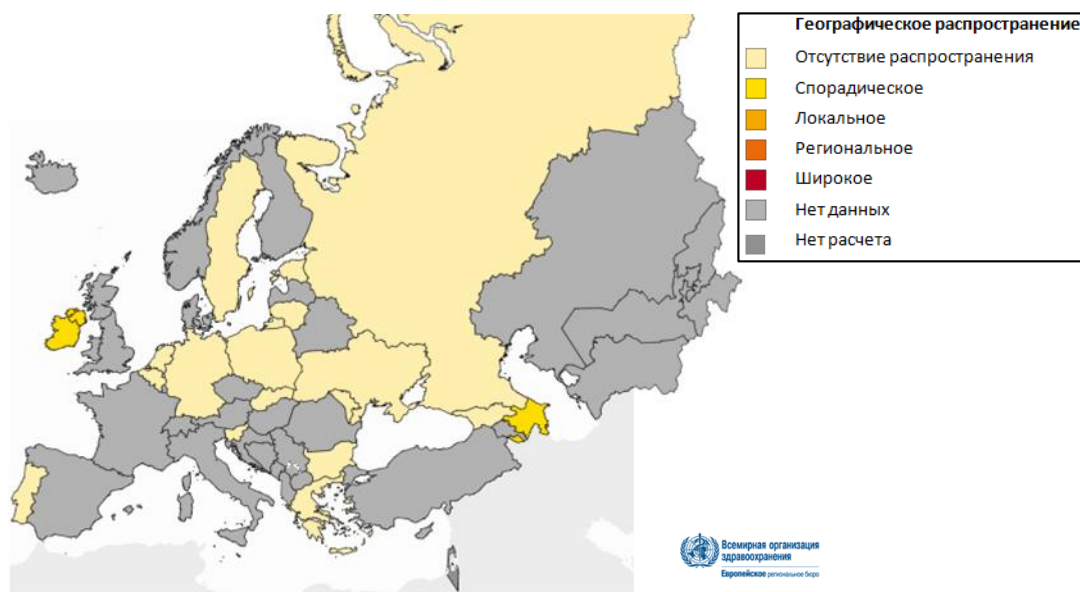 Географическое распространение
Отсутствие распространения
Спорадическое
Локальное
Региональное
Широкое
Нет данных
Нет расчета
Всемирная организация
здравоохранения
Европейское региональное бюро